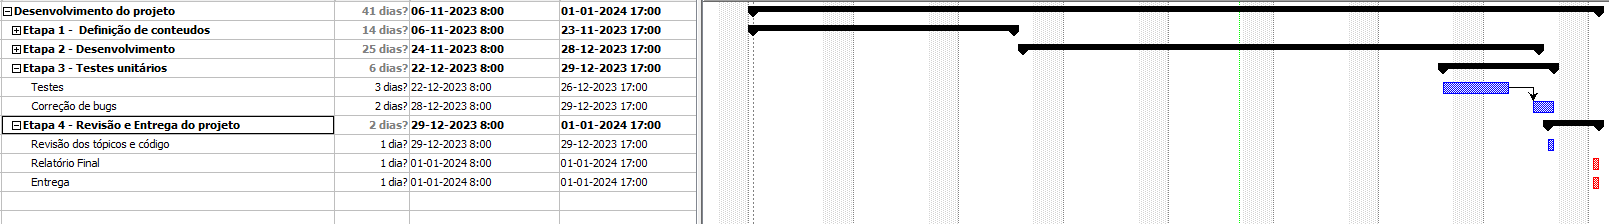 Desenvolvimento do projeto 41 dias? 06-11-2023 8:00 01-01-2024 17:00
Etapa 1 - Definição de conteudos 14 dias? 06-11-2023 8:00 23-11-2023 17:00
Etapa 2 - Desenvolvimento 25 dias? 24-11-2023 8:00 28-12-2023 17:00
Etapa 3 - Testes unitários 6 dias? 22-12-2023 8:00 29-12-2023 17:00
Testes 3 dias? 22-12-2023 8:00 26-12-2023 17:00
Correção de bugs 2 dias? 28-12-2023 8:00 29-12-2023 17:00
Etapa 4 - Revisão e Entrega do projeto 2 dias? 29-12-2023 8:00 01-01-2024 17:00
Revisão dos tópicos e código 1 dia? 29-12-2023 8:00 29-12-2023 17:00
Relatório Final 1 dia? 01-01-2024 8:00 01-01-2024 17:00
Entrega 1 dia? 01-01-2024 8:00 01-01-2024 17:00